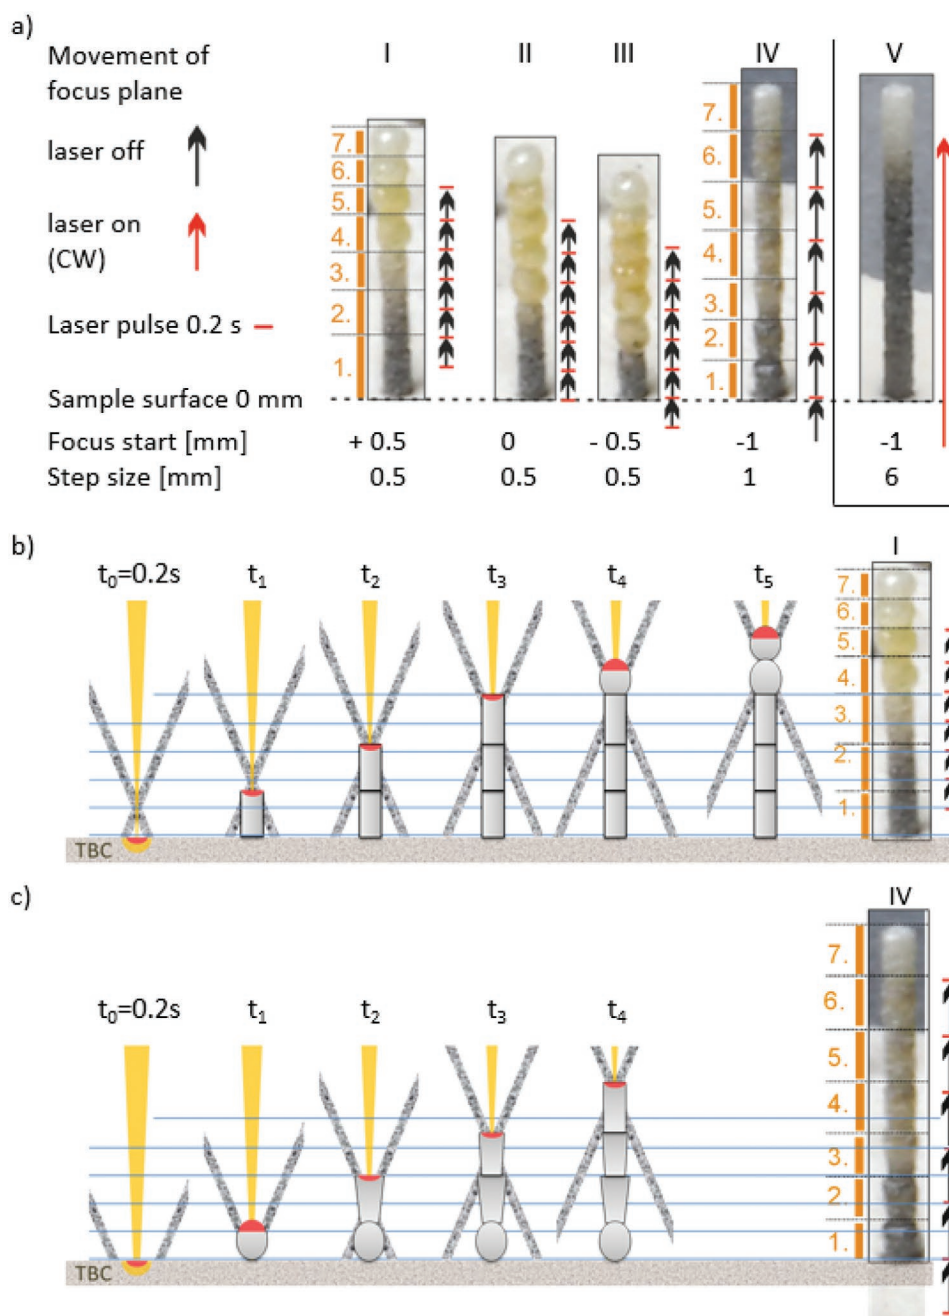 a)
Movement of
focus plane
laser off
laser on
(CW)
Laser pulse 0.2 s
Sample surface 0 mm
Focus start [mm]
Step size [mm]
I
II
III
IV
V
7.
6.
5.
4.
3.
2.
1.
7.
6.
5.
4.
3.
2.
1.
+ 0.5
0
- 0.5
-1
-1
0.5
0.5
0.5
1
6
b)
t0=0.2s
t1
t2
t3
t4
t5
I
7.
6.
5.
4.
3.
2.
1.
TBC
c)
t0=0.2s
t1
t2
t3
t4
IV
7.
6.
5.
4.
3.
2.
1.
TBC